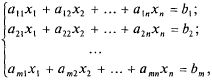 a₁₁x₁ + a₁₂x₂ + ... + a₁ₙxₙ = b₁;
a₂₁x₁ + a₂₂x₂ + ... + a₂ₙxₙ = b₂;
...
aₘ₁x₁ + aₘ₂x₂ + ... + aₘₙxₙ = bₘ,